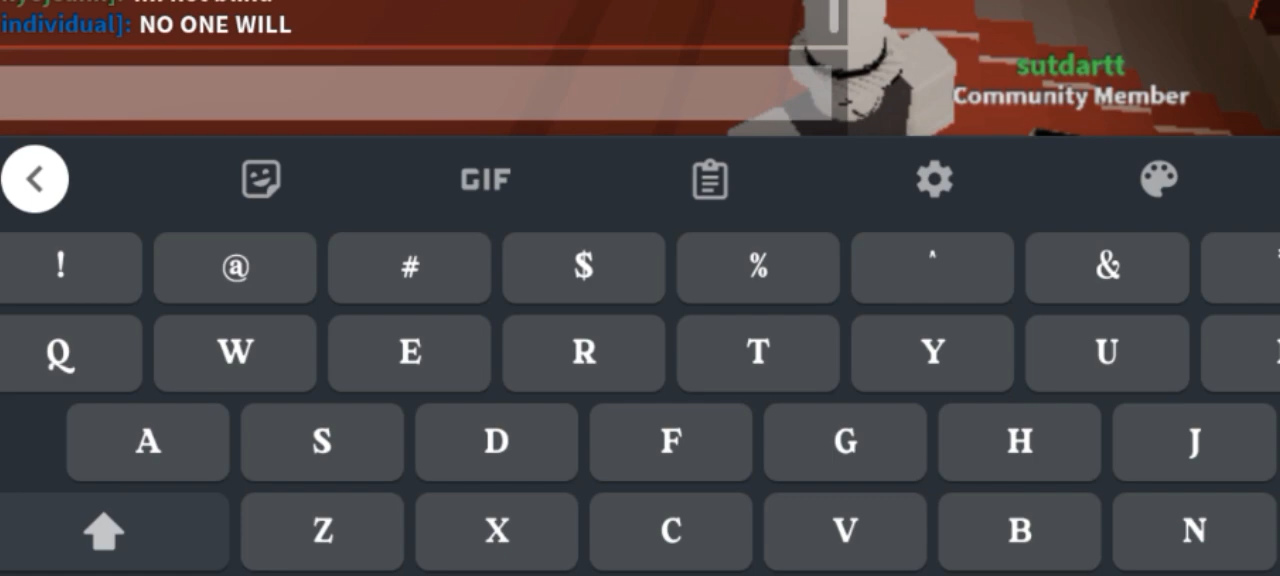 individual]: NO ONE WILL
sutdartt
Community Member
GIF
! @ # $ % ^ &
Q W E R T Y U
A S D F G H J
Z X C V B N